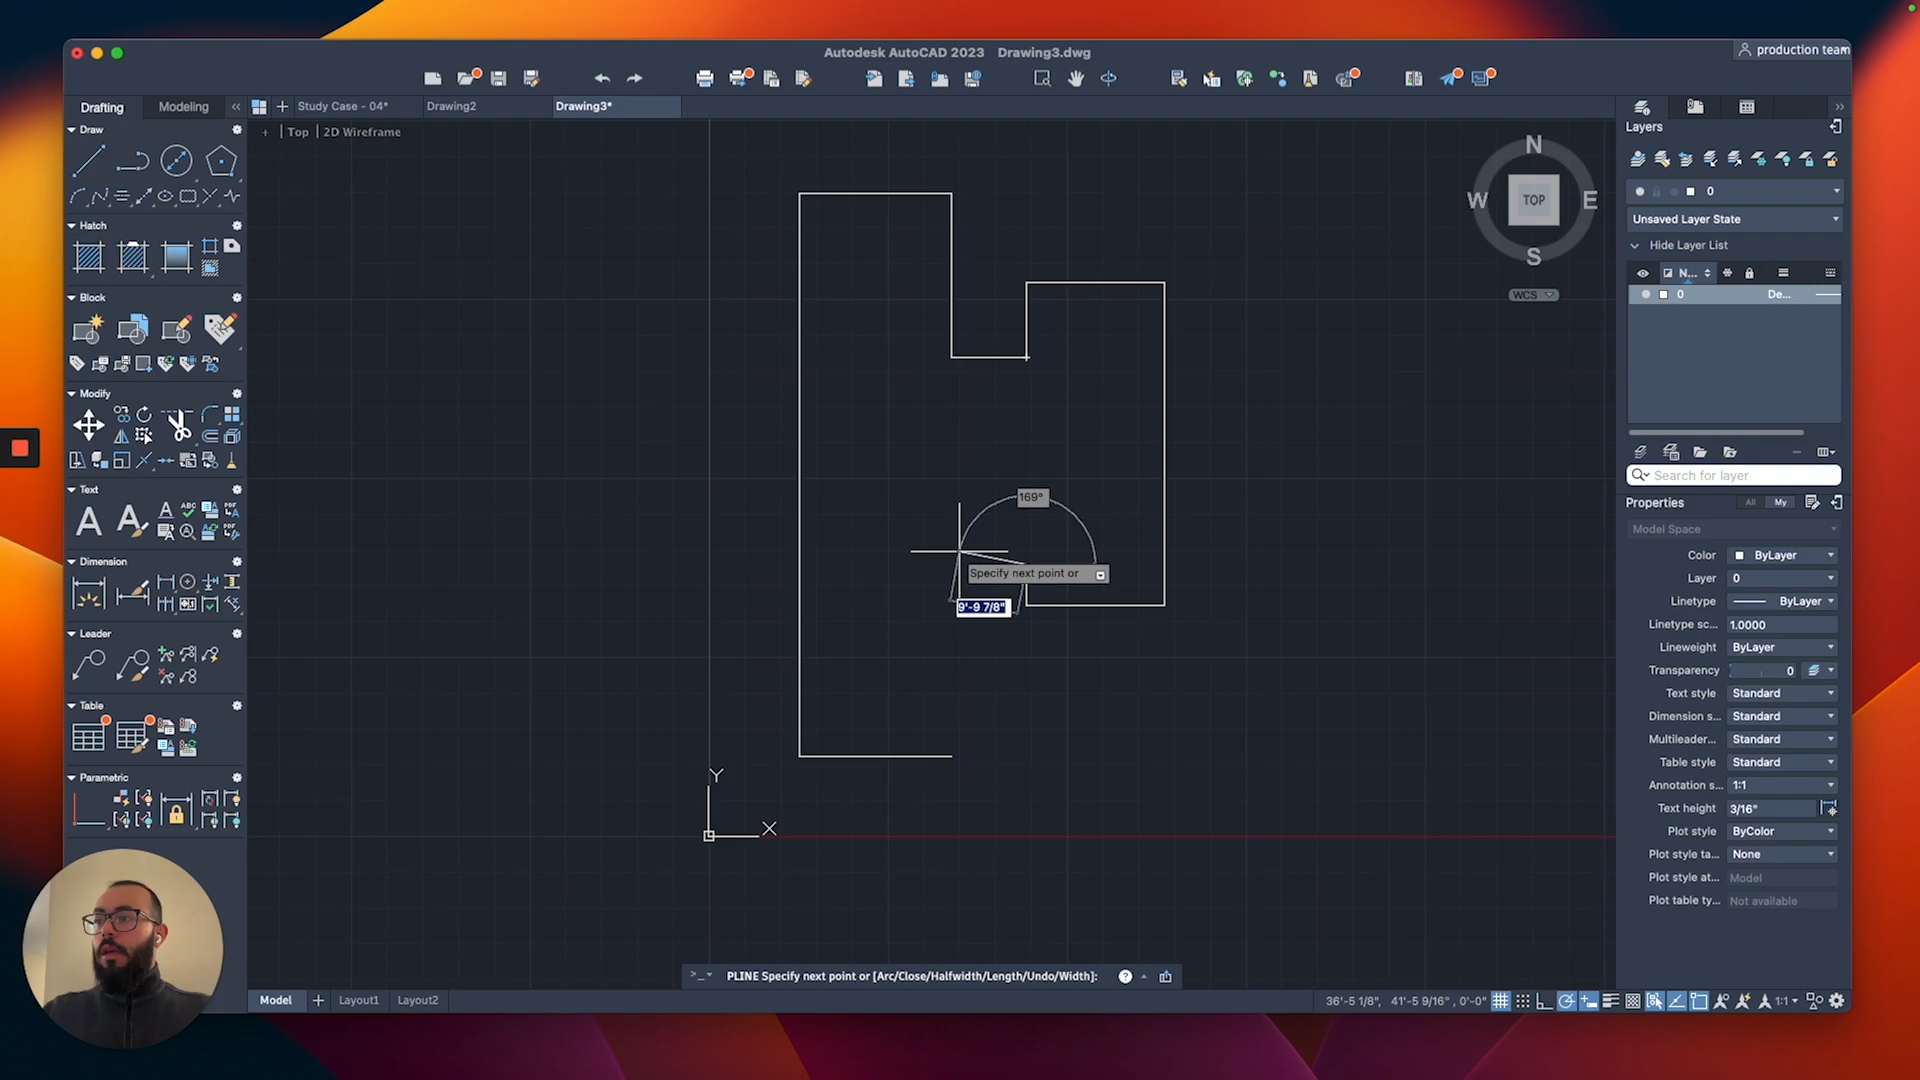 Autodesk AutoCAD 2023 Drawing3.dwg
production team
Drafting Modeling
Study Case - 04* Drawing2 Drawing3*
+ | Top | 2D Wireframe
Draw
Hatch
Block
Modify
Text
Dimension
Leader
Table
Parametric
N
W TOP E
S
WCS
169°
Specify next point or
9'-9 7/8"
Y
X
>_ PLINE Specify next point or [Arc/Close/Halfwidth/Length/Undo/Width]:
Model Layout1 Layout2
36'-5 1/8", 41'-5 9/16" , 0'-0"
1:1
Layers
0
Unsaved Layer State
Hide Layer List
N...
0 De...
Search for layer
Properties All My
Model Space
Color ByLayer
Layer 0
Linetype ByLayer
Linetype sc... 1.0000
Lineweight ByLayer
Transparency 0
Text style Standard
Dimension s... Standard
Multileader... Standard
Table style Standard
Annotation s... 1:1
Text height 3/16"
Plot style ByColor
Plot style ta... None
Plot style at... Model
Plot table ty... Not available